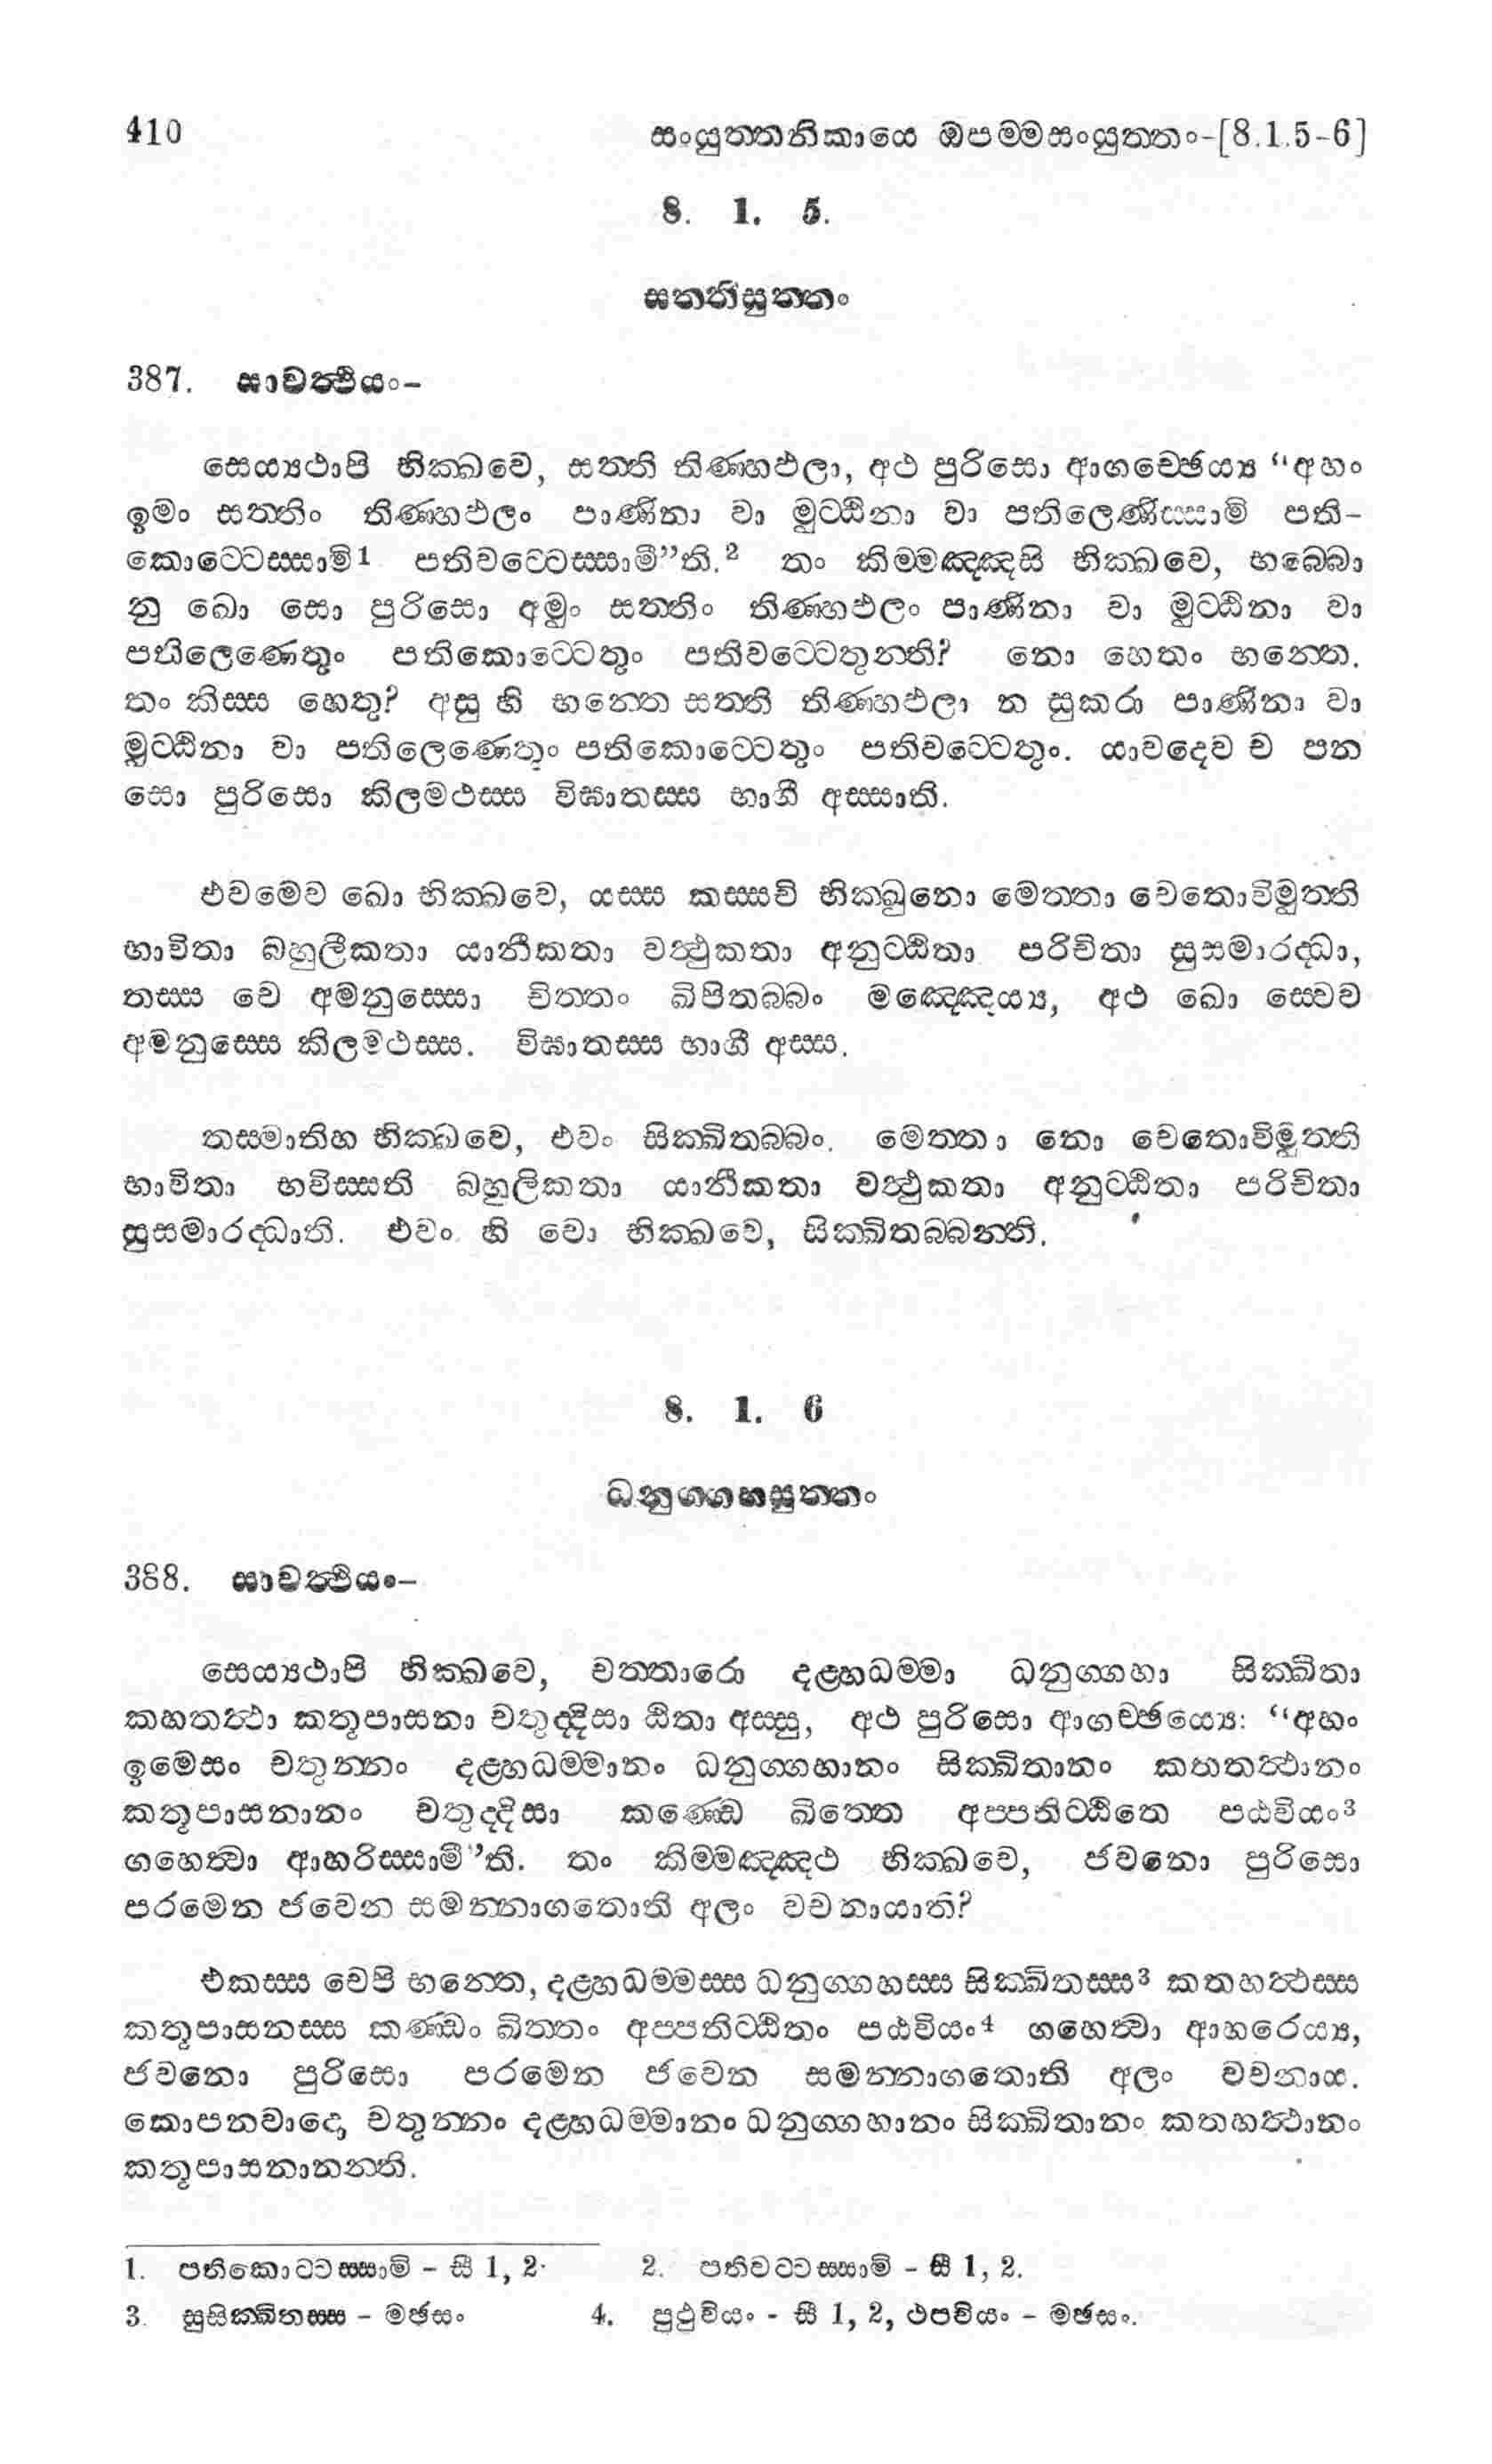 410 සංයුත්තනිකායෙ ඔපම්මසංයුත්තං-[8.1.5-6]
8. 1. 5.
සත්තිසුත්තං
387. සාවත්ථියං-
සෙය්‍යථාපි භික්ඛවෙ, සත්ති තිණ්හඵලා, අථ පුරිසො ආගච්ඡෙය්‍ය “අහං
ඉමං සත්තිං තිණ්හඵලං පාණිනා වා මුට්ඨිනා වා පතිලෙණිස්සාමි පති-
කොට්ටෙස්සාමි1 පතිවට්ටෙස්සාමී”ති.2 තං කිම්මඤ්ඤසි භික්ඛවෙ, භබ්බො
නු ඛො සො පුරිසො අමුං සත්තිං තිණ්හඵලං පාණිනා වා මුට්ඨිනා වා
පතිලෙණෙතුං පතිකොට්ටෙතුං පතිවට්ටෙතුන්ති? නො හෙතං භන්තෙ.
තං කිස්ස හෙතු? අසු හි භන්තෙ සත්ති තිණ්හඵලා න සුකරා පාණිනා වා
මුට්ඨිනා වා පතිලෙණෙතුං පතිකොට්ටෙතුං පතිවට්ටෙතුං. යාවදෙව ච පන
සො පුරිසො කිලමථස්ස විඝාතස්ස භාගී අස්සාති.
එවමෙව ඛො භික්ඛවෙ, යස්ස කස්සචි භික්ඛුනො මෙත්තා චෙතොවිමුත්ති
භාවිතා බහුලීකතා යානීකතා වත්ථුකතා අනුට්ඨිතා පරිචිතා සුසමාරද්ධා,
තස්ස චෙ අමනුස්සො චිත්තං ඛිපිතබ්බං මඤ්ඤෙය්‍ය, අථ ඛො ස්වෙව
අමනුස්සෙ කිලමථස්ස. විඝාතස්ස භාගී අස්ස.
තස්මාතිහ භික්ඛවෙ, එවං සික්ඛිතබ්බං. මෙත්තා නො චෙතොවිමුත්ති
භාවිතා භවිස්සති බහුලිකතා යානීකතා වත්ථුකතා අනුට්ඨිතා පරිචිතා
සුසමාරද්ධාති. එවං හි වො භික්ඛවෙ, සික්ඛිතබ්බන්ති.
8. 1. 6
ධනුග්ගහසුත්තං
388. සාවත්ථියං-
සෙය්‍යථාපි භික්ඛවෙ, චත්තාරො දළ්හධම්මා ධනුග්ගහා සික්ඛිතා
කහතත්ථා කතූපාසනා චතුද්දිසා ඨිතා අස්සු, අථ පුරිසො ආගච්ඡෙය්‍ය: “අහං
ඉමෙසං චතුන්නං දළ්හධම්මානං ධනුග්ගහානං සික්ඛිතානං කහතත්ථානං
කතූපාසනානං චතුද්දිසා කණ්ඩෙ ඛිත්තෙ අප්පතිට්ඨිතෙ පඨවියං3
ගහෙත්වා ආහරිස්සාමී”ති. තං කිම්මඤ්ඤථ භික්ඛවෙ, ජවනො පුරිසො
පරමෙන ජවෙන සමන්නාගතොති අලං වචනායාති?
එකස්ස චෙපි භන්තෙ, දළ්හධම්මස්ස ධනුග්ගහස්ස සික්ඛිතස්ස3 කතහත්ථස්ස
කතූපාසනස්ස කණ්ඩං ඛිත්තං අප්පතිට්ඨිතං පඨවියං4 ගහෙත්වා ආහරෙය්‍ය,
ජවනො පුරිසො පරමෙන ජවෙන සමන්නාගතොති අලං වචනාය.
කොපනවාදො, චතුන්නං දළ්හධම්මානං ධනුග්ගහානං සික්ඛිතානං කතහත්ථානං
කතූපාසනානන්ති.
1. පතිකොටටස්සාමි – සී 1, 2. 2. පතිවටටස්සාමි – සී 1, 2.
3. සුසික්ඛිතස්ස – මඡසං 4. පුථුවියං - සී 1, 2, ථපවියං – මඡසං.